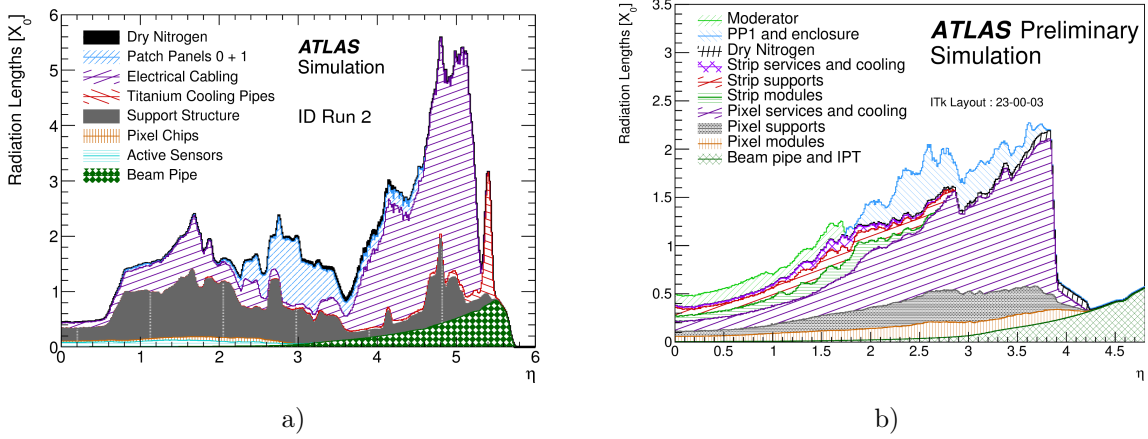 Radiation Lengths [X0]
6
5
4
3
2
1
0
Dry Nitrogen
Patch Panels 0 + 1
Electrical Cabling
Titanium Cooling Pipes
Support Structure
Pixel Chips
Active Sensors
Beam Pipe
ATLAS
Simulation
ID Run 2
0 1 2 3 4 5 6
η
a)
Radiation Lengths [X0]
3.5
3
2.5
2
1.5
1
0.5
0
Moderator
PP1 and enclosure
Dry Nitrogen
Strip services and cooling
Strip supports
Strip modules
Pixel services and cooling
Pixel supports
Pixel modules
Beam pipe and IPT
ATLAS Preliminary
Simulation
ITk Layout : 23-00-03
0 0.5 1 1.5 2 2.5 3 3.5 4 4.5
η
b)